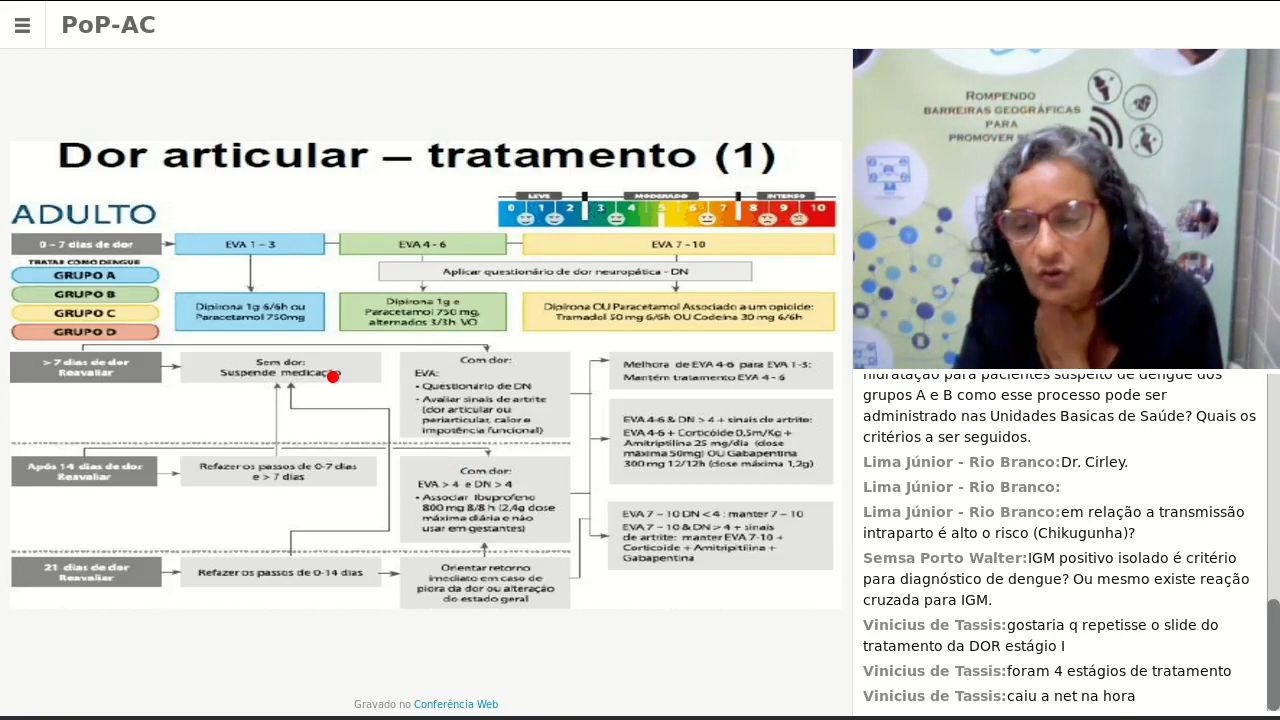 PoP-AC
Dor articular – tratamento (1)
ADULTO
LEVE
MODERADO
INTENSO
0 1 2 3 4 5 6 7 8 9 10
0 – 7 dias de dor
EVA 1 – 3
EVA 4 - 6
EVA 7 - 10
TRATAR COMO DENGUE
GRUPO A
GRUPO B
GRUPO C
GRUPO D
Aplicar questionário de dor neuropática - DN
Dipirona 1g 6/6h ou
Paracetamol 750mg
Dipirona 1g e
Paracetamol 750 mg,
alternados 3/3h VO
Dipirona OU Paracetamol Associado a um opioide:
Tramadol 50 mg 6/6h OU Codeina 30 mg 6/6h
> 7 dias de dor
Reavaliar
Sem dor:
Suspende medicação
Com dor:
EVA:
• Questionário de DN
• Avaliar sinais de artrite
(dor articular ou
periarticular, calor e
impotência funcional)
Melhora de EVA 4-6 para EVA 1-3:
Mantém tratamento EVA 4 - 6
EVA 4-6 & DN > 4 + sinais de artrite:
EVA 4-6 + Corticóide 0,5m/Kg +
Amitriptilina 25 mg/dia (dose
máxima 50mg) OU Gabapentina
300 mg 12/12h (dose máxima 1,2g)
Após 14 dias de dor
Reavaliar
Refazer os passos de 0-7 dias
e > 7 dias
Com dor:
EVA > 4 e DN > 4
• Associar Ibuprofeno
800 mg 8/8 h (2,4g dose
máxima diária e não
usar em gestantes)
EVA 7 – 10 DN < 4 : manter 7 – 10
EVA 7 – 10 & DN > 4 + sinais
de artrite: manter EVA 7-10 +
Corticoide + Amitriptilina +
Gabapentina
21 dias de dor
Reavaliar
Refazer os passos de 0-14 dias
Orientar retorno
imediato em caso de
piora da dor ou alteração
do estado geral
Gravado no Conferência Web
ROMPENDO
BARREIRAS GEOGRÁFICAS
PARA
PROMOVER
hidratação para pacientes suspeito de dengue dos
grupos A e B como esse processo pode ser
administrado nas Unidades Basicas de Saúde? Quais os
critérios a ser seguidos.
Lima Júnior - Rio Branco:Dr. Cirley.
Lima Júnior - Rio Branco:
Lima Júnior - Rio Branco:em relação a transmissão
intraparto é alto o risco (Chikugunha)?
Semsa Porto Walter:IGM positivo isolado é critério
para diagnóstico de dengue? Ou mesmo existe reação
cruzada para IGM.
Vinicius de Tassis:gostaria q repetisse o slide do
tratamento da DOR estágio I
Vinicius de Tassis:foram 4 estágios de tratamento
Vinicius de Tassis:caiu a net na hora